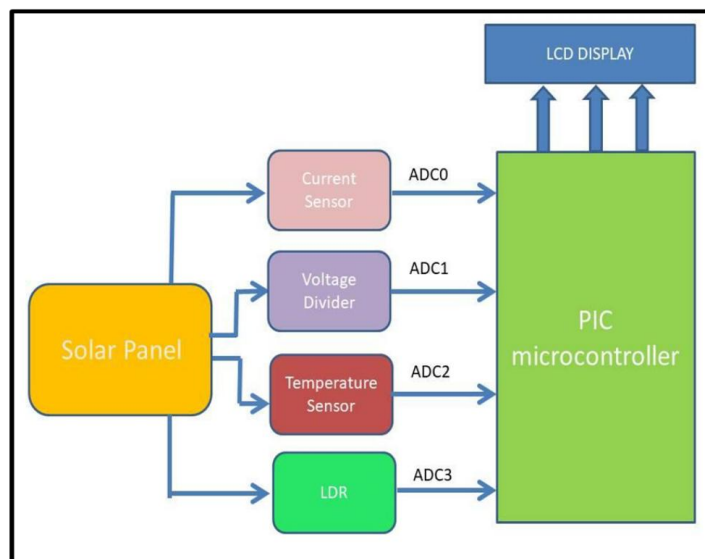 LCD DISPLAY
Current
Sensor
ADC0
Voltage
Divider
ADC1
Solar Panel
PIC
microcontroller
Temperature
Sensor
ADC2
LDR
ADC3